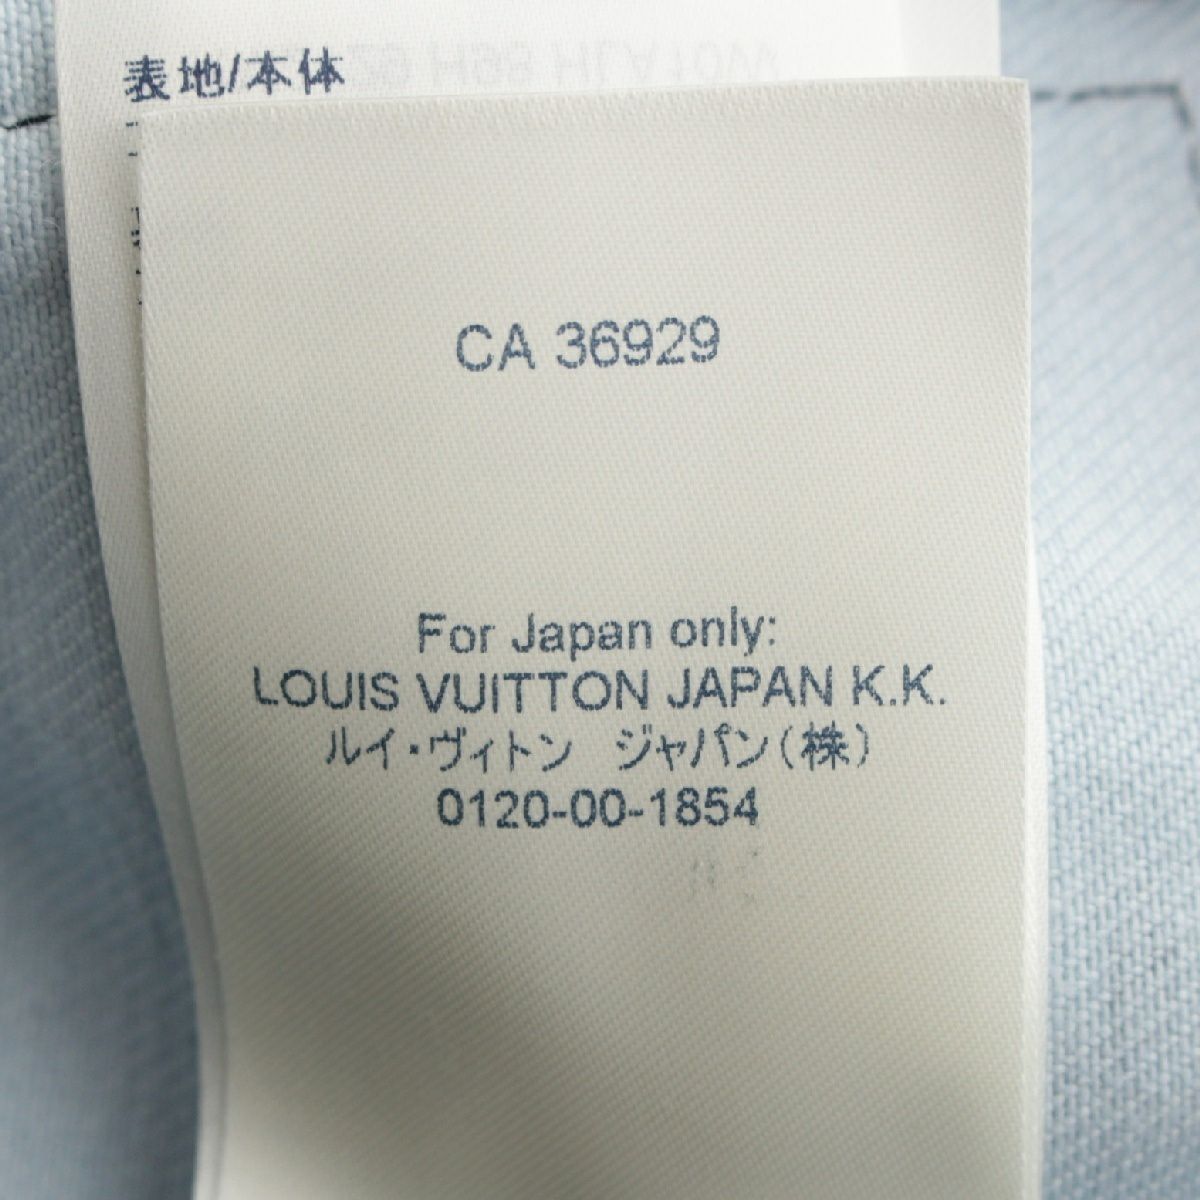 表地/本体
CA 36929
For Japan only:
LOUIS VUITTON JAPAN K.K.
ルイ・ヴィトン　ジャパン(株)
0120-00-1854